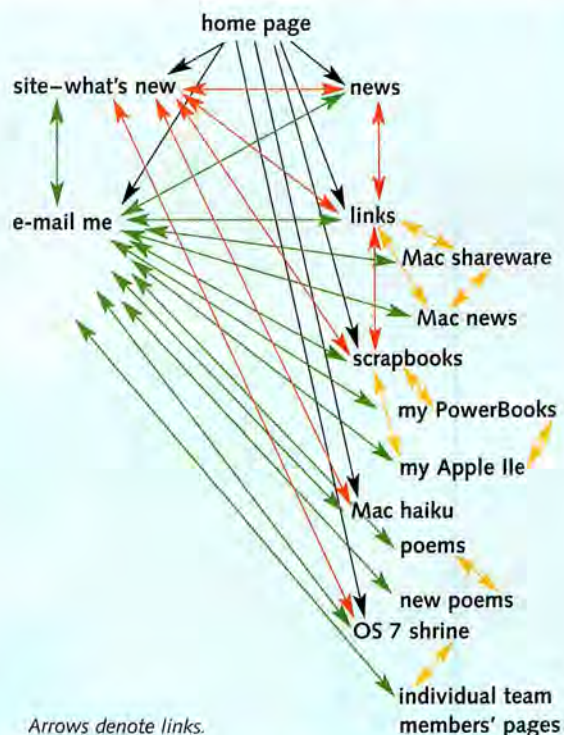 home page
site–what's new
news
e-mail me
links
Mac shareware
Mac news
scrapbooks
my PowerBooks
my Apple IIe
Mac haiku
poems
new poems
OS 7 shrine
individual team
members' pages
Arrows denote links.